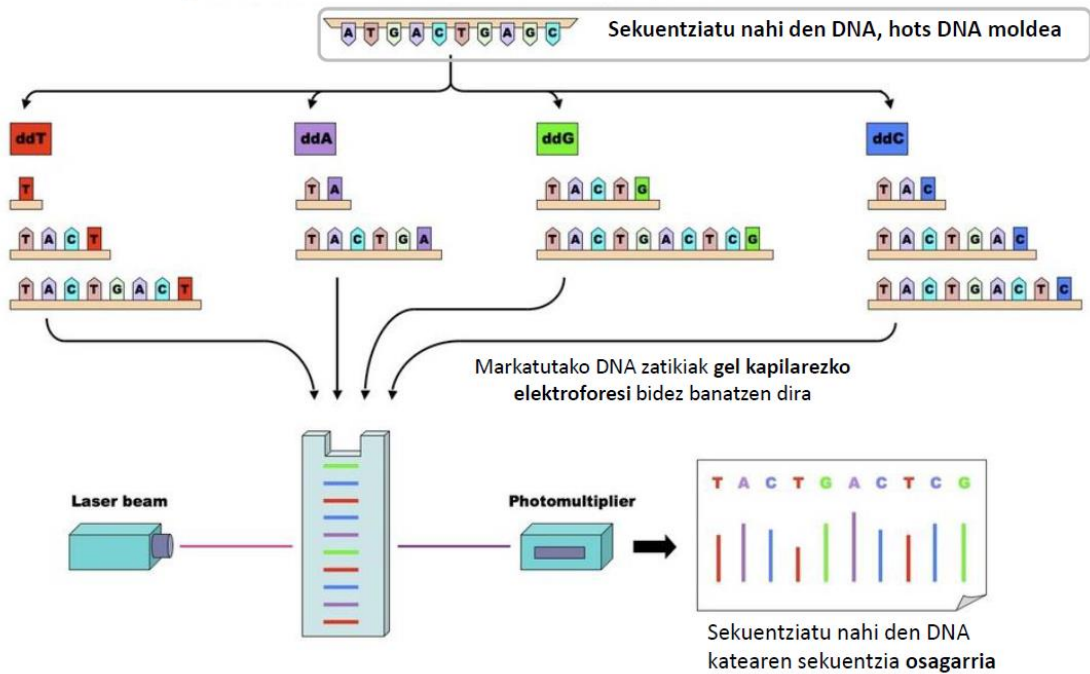 A T G A C T G A G C
Sekuentziatu nahi den DNA, hots DNA moldea
ddT
ddA
ddG
ddC
T
T A
T A C T G
T A C
T A C T
T A C T G A
T A C T G A C T C G
T A C T G A C
T A C T G A C T
T A C T G A C T C
Markatutako DNA zatikiak gel kapilarezko
elektroforesi bidez banatzen dira
Laser beam
Photomultiplier
T A C T G A C T C G
Sekuentziatu nahi den DNA
katearen sekuentzia osagarria